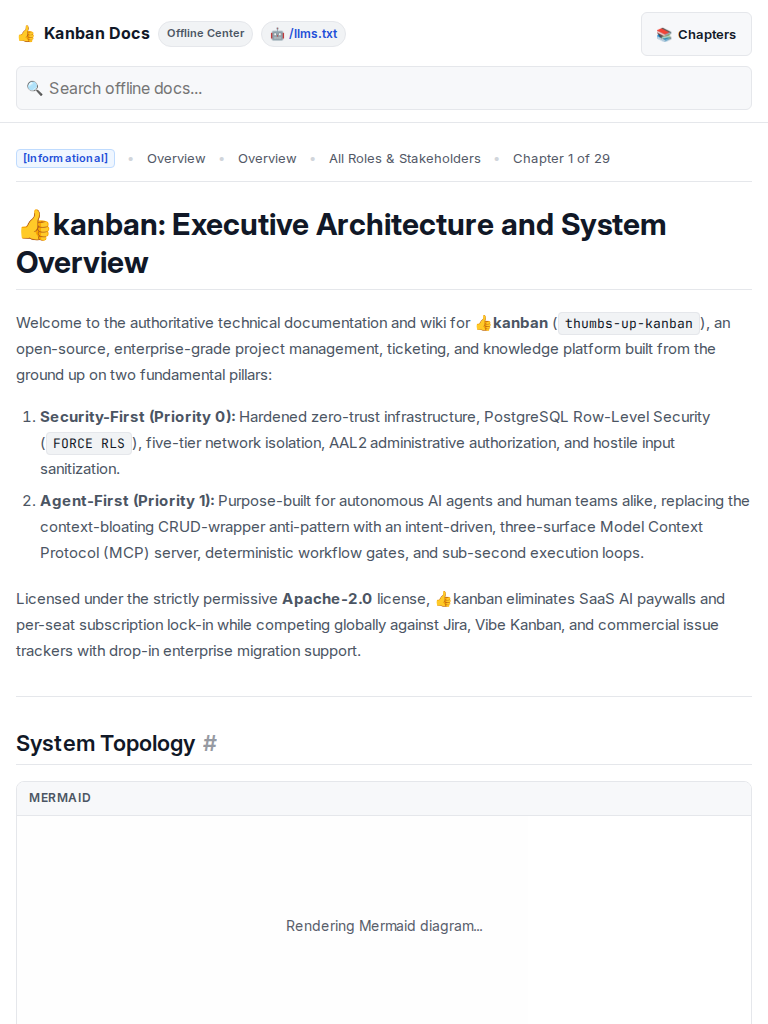 👍 Kanban Docs Offline Center 🤖 /llms.txt 📚 Chapters
🔍 Search offline docs...
[Informational] • Overview • Overview • All Roles & Stakeholders • Chapter 1 of 29
👍kanban: Executive Architecture and System
Overview
Welcome to the authoritative technical documentation and wiki for 👍kanban (thumbs-up-kanban), an
open-source, enterprise-grade project management, ticketing, and knowledge platform built from the
ground up on two fundamental pillars:
1. Security-First (Priority 0): Hardened zero-trust infrastructure, PostgreSQL Row-Level Security
(FORCE RLS), five-tier network isolation, AAL2 administrative authorization, and hostile input
sanitization.
2. Agent-First (Priority 1): Purpose-built for autonomous AI agents and human teams alike, replacing the
context-bloating CRUD-wrapper anti-pattern with an intent-driven, three-surface Model Context
Protocol (MCP) server, deterministic workflow gates, and sub-second execution loops.
Licensed under the strictly permissive Apache-2.0 license, 👍kanban eliminates SaaS AI paywalls and
per-seat subscription lock-in while competing globally against Jira, Vibe Kanban, and commercial issue
trackers with drop-in enterprise migration support.
System Topology #
MERMAID
Rendering Mermaid diagram...